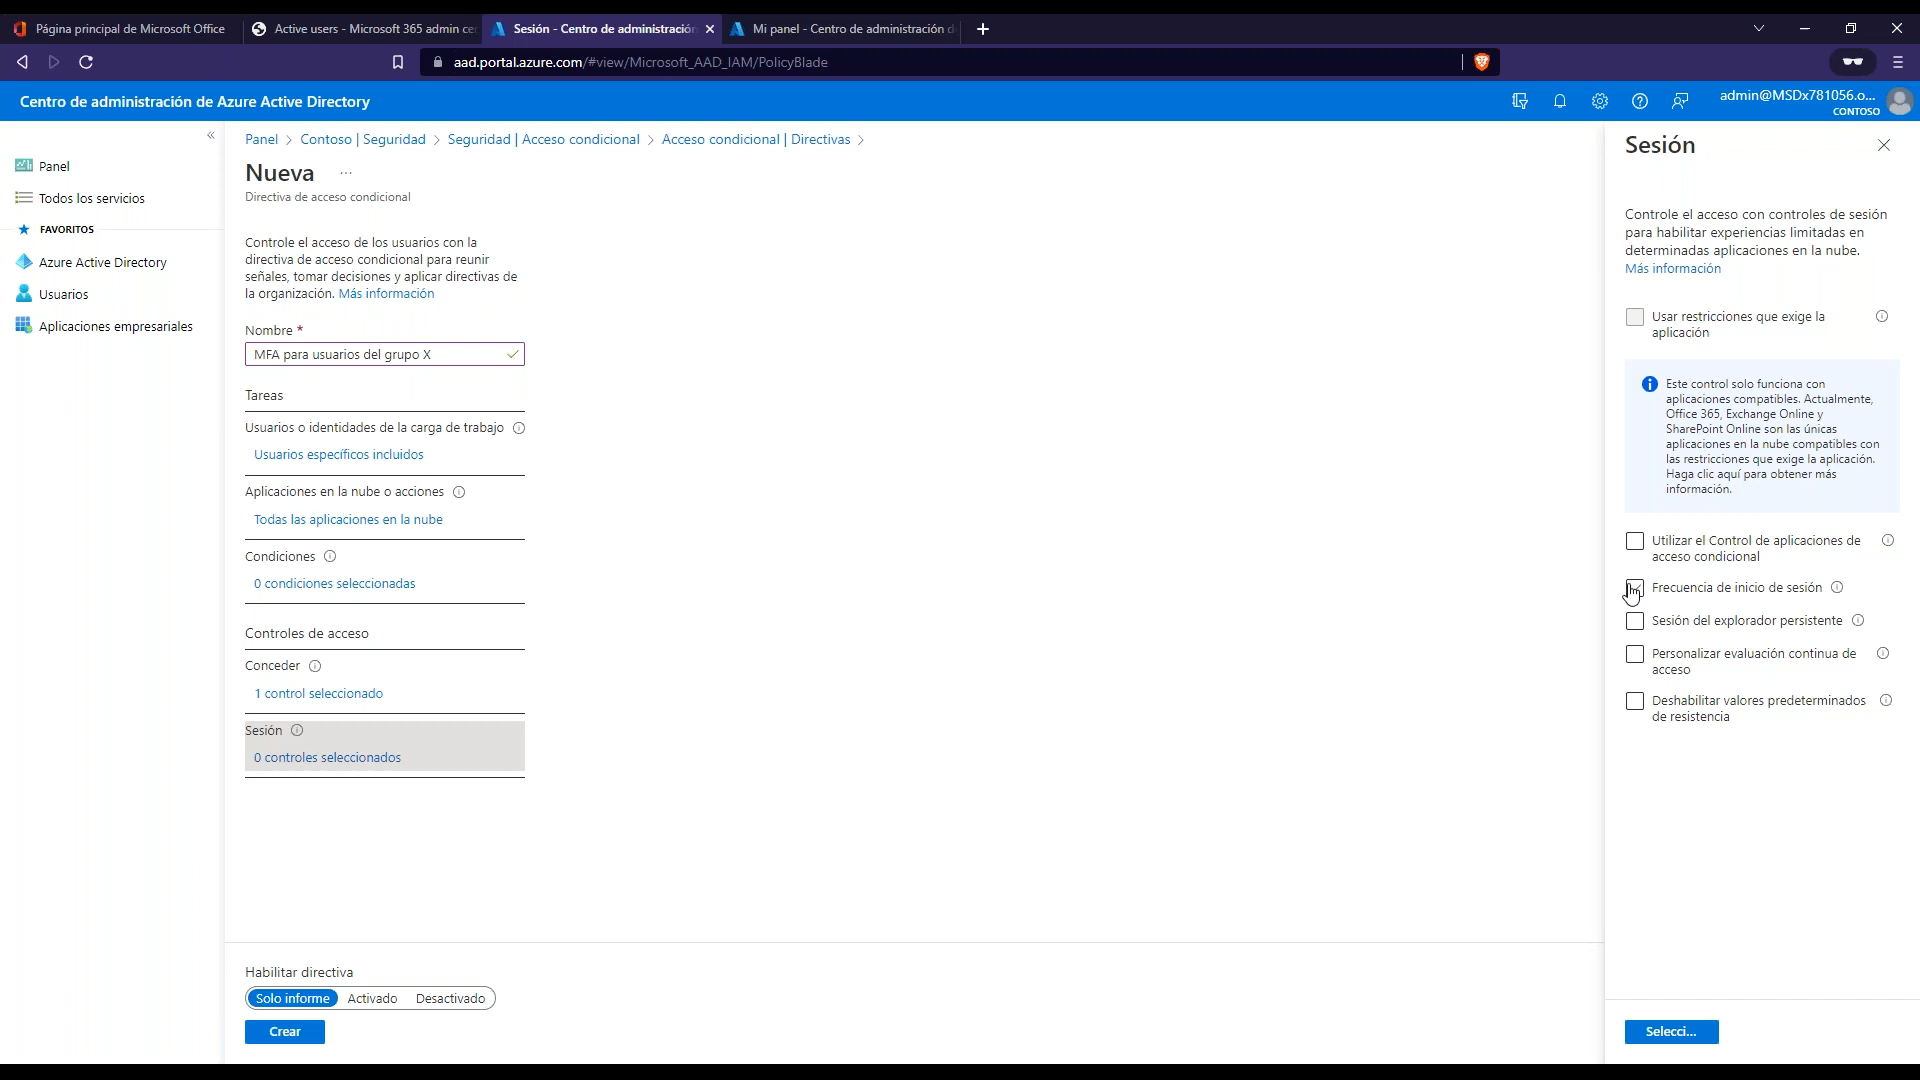 Página principal de Microsoft Office
Active users - Microsoft 365 admin ce
Sesión - Centro de administración
Mi panel - Centro de administración d
aad.portal.azure.com/#view/Microsoft_AAD_IAM/PolicyBlade
Centro de administración de Azure Active Directory
admin@MSDx781056.o...
CONTOSO
Panel
Todos los servicios
FAVORITOS
Azure Active Directory
Usuarios
Aplicaciones empresariales
Panel > Contoso | Seguridad > Seguridad | Acceso condicional > Acceso condicional | Directivas >
Nueva ...
Directiva de acceso condicional
Controle el acceso de los usuarios con la
directiva de acceso condicional para reunir
señales, tomar decisiones y aplicar directivas de
la organización. Más información
Nombre *
MFA para usuarios del grupo X
Tareas
Usuarios o identidades de la carga de trabajo
Usuarios específicos incluidos
Aplicaciones en la nube o acciones
Todas las aplicaciones en la nube
Condiciones
0 condiciones seleccionadas
Controles de acceso
Conceder
1 control seleccionado
Sesión
0 controles seleccionados
Habilitar directiva
Solo informe Activado Desactivado
Crear
Sesión
Controle el acceso con controles de sesión
para habilitar experiencias limitadas en
determinadas aplicaciones en la nube.
Más información
Usar restricciones que exige la
aplicación
Este control solo funciona con
aplicaciones compatibles. Actualmente,
Office 365, Exchange Online y
SharePoint Online son las únicas
aplicaciones en la nube compatibles con
las restricciones que exige la aplicación.
Haga clic aquí para obtener más
información.
Utilizar el Control de aplicaciones de
acceso condicional
Frecuencia de inicio de sesión
Sesión del explorador persistente
Personalizar evaluación continua de
acceso
Deshabilitar valores predeterminados
de resistencia
Selecci...